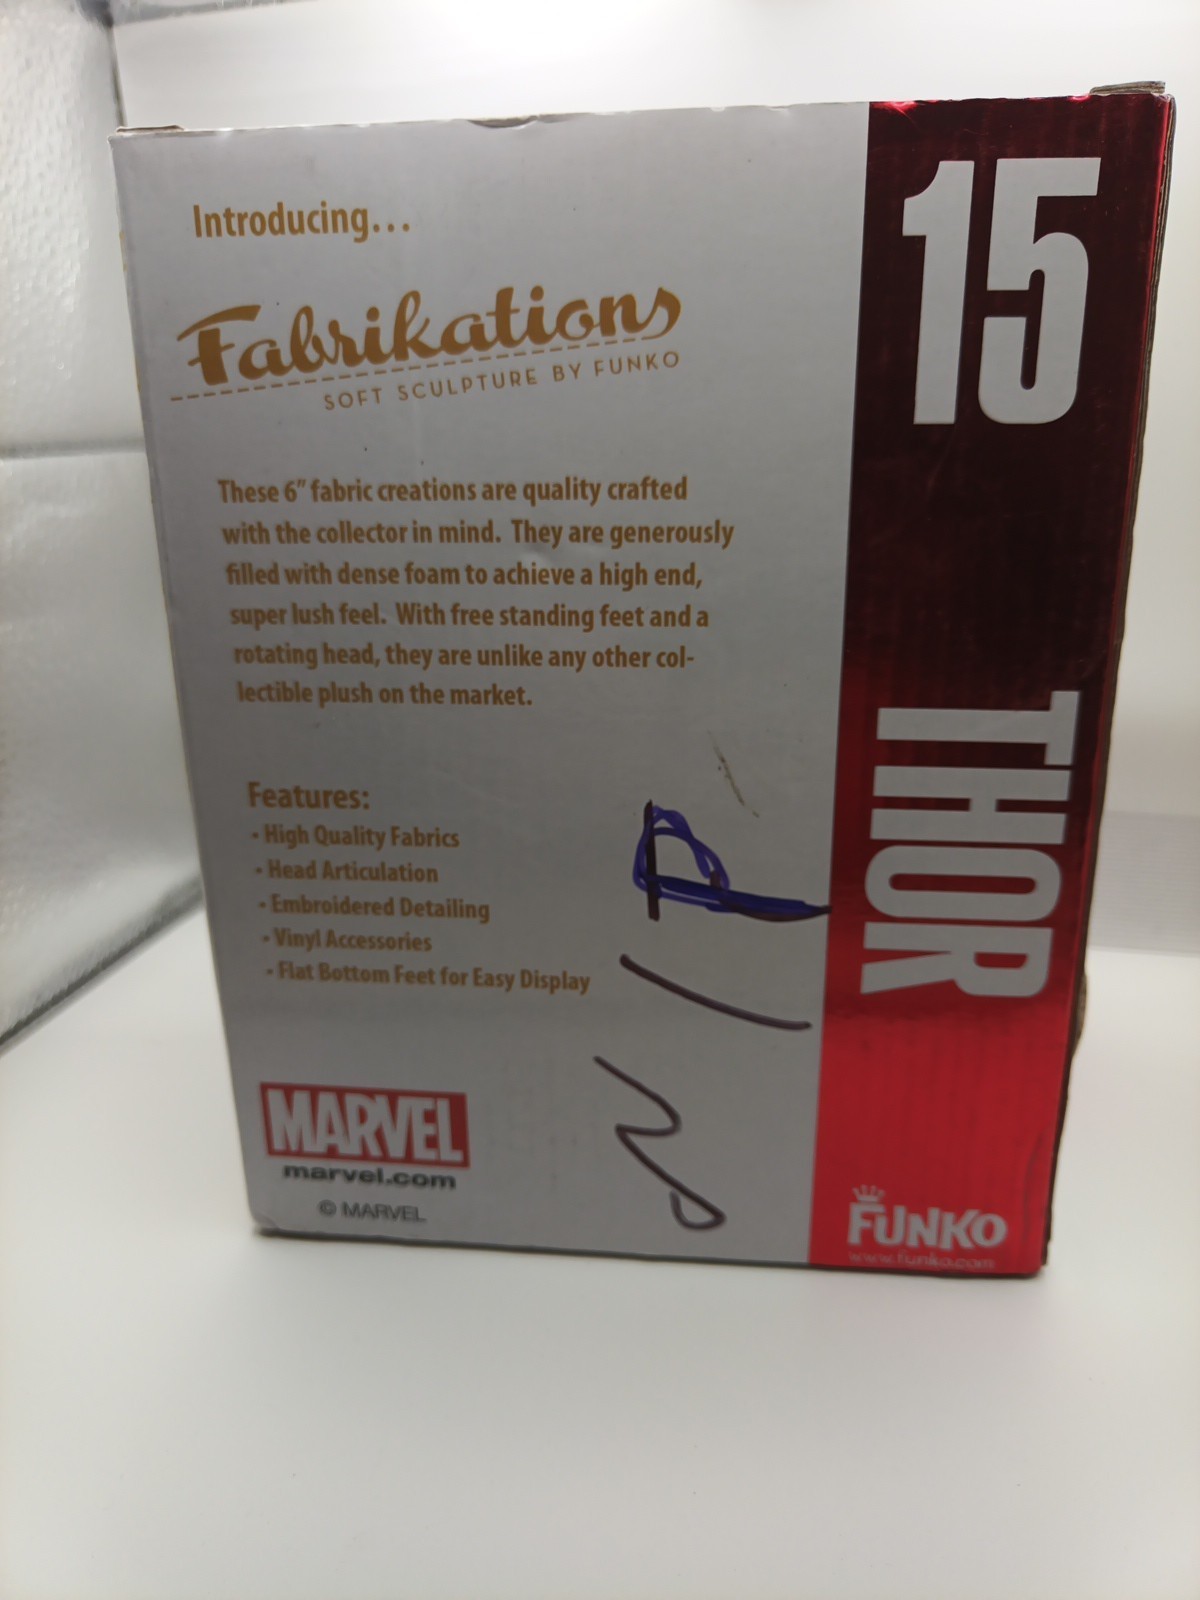 Introducing...
Fabrikations
SOFT SCULPTURE BY FUNKO
These 6" fabric creations are quality crafted
with the collector in mind. They are generously
filled with dense foam to achieve a high end,
super lush feel. With free standing feet and a
rotating head, they are unlike any other col-
lectible plush on the market.
Features:
• High Quality Fabrics
• Head Articulation
• Embroidered Detailing
• Vinyl Accessories
• Flat Bottom Feet for Easy Display
MARVEL
marvel.com
© MARVEL
15
THOR
FUNKO
www.funko.com